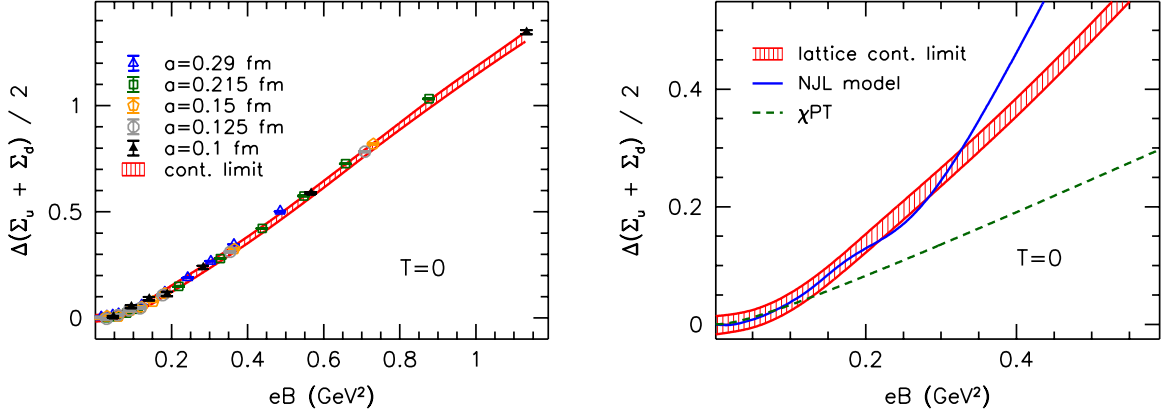 Δ(Σu + Σd) / 2
1
0.5
0
a=0.29 fm
a=0.215 fm
a=0.15 fm
a=0.125 fm
a=0.1 fm
cont. limit
T=0
0.2 0.4 0.6 0.8 1
eB (GeV²)
Δ(Σu + Σd) / 2
0.4
0.2
0
lattice cont. limit
NJL model
χPT
T=0
0.2 0.4
eB (GeV²)